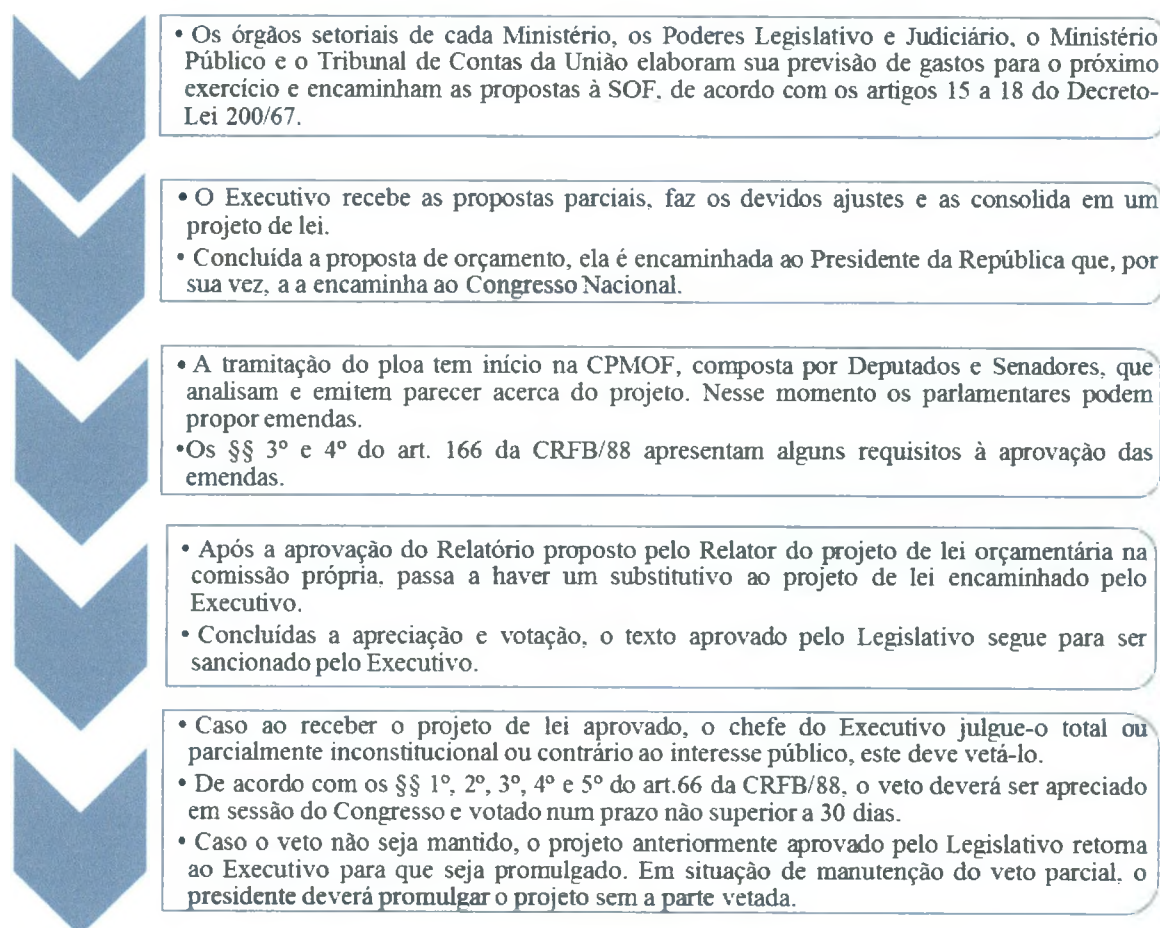 • Os órgãos setoriais de cada Ministério, os Poderes Legislativo e Judiciário, o Ministério
Público e o Tribunal de Contas da União elaboram sua previsão de gastos para o próximo
exercício e encaminham as propostas à SOF, de acordo com os artigos 15 a 18 do Decreto-
Lei 200/67.
• O Executivo recebe as propostas parciais, faz os devidos ajustes e as consolida em um
projeto de lei.
• Concluída a proposta de orçamento, ela é encaminhada ao Presidente da República que, por
sua vez, a a encaminha ao Congresso Nacional.
• A tramitação do ploa tem início na CPMOF, composta por Deputados e Senadores, que
analisam e emitem parecer acerca do projeto. Nesse momento os parlamentares podem
propor emendas.
•Os §§ 3º e 4º do art. 166 da CRFB/88 apresentam alguns requisitos à aprovação das
emendas.
• Após a aprovação do Relatório proposto pelo Relator do projeto de lei orçamentária na
comissão própria, passa a haver um substitutivo ao projeto de lei encaminhado pelo
Executivo.
• Concluídas a apreciação e votação, o texto aprovado pelo Legislativo segue para ser
sancionado pelo Executivo.
• Caso ao receber o projeto de lei aprovado, o chefe do Executivo julgue-o total ou
parcialmente inconstitucional ou contrário ao interesse público, este deve vetá-lo.
• De acordo com os §§ 1º, 2º, 3º, 4º e 5º do art.66 da CRFB/88, o veto deverá ser apreciado
em sessão do Congresso e votado num prazo não superior a 30 dias.
• Caso o veto não seja mantido, o projeto anteriormente aprovado pelo Legislativo retorna
ao Executivo para que seja promulgado. Em situação de manutenção do veto parcial, o
presidente deverá promulgar o projeto sem a parte vetada.